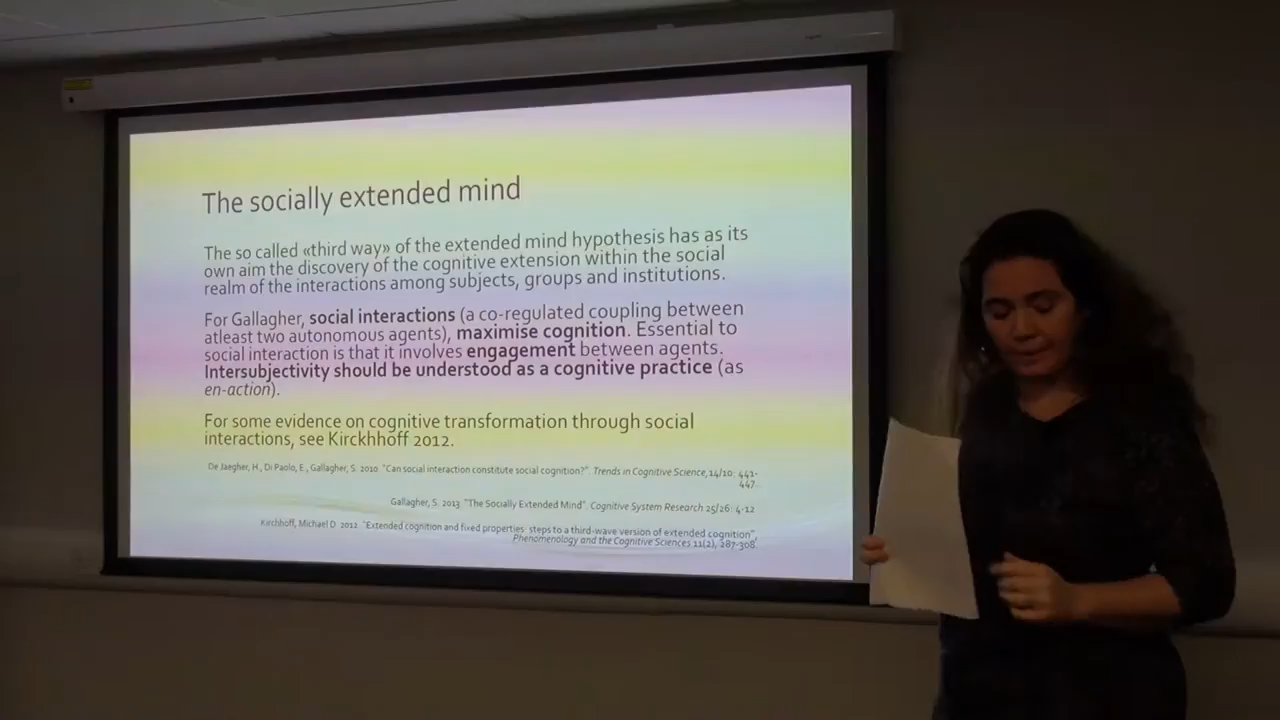 The socially extended mind
The so called «third way» of the extended mind hypothesis has as its
own aim the discovery of the cognitive extension within the social
realm of the interactions among subjects, groups and institutions.
For Gallagher, social interactions (a co-regulated coupling between
atleast two autonomous agents), maximise cognition. Essential to
social interaction is that it involves engagement between agents.
Intersubjectivity should be understood as a cognitive practice (as
en-action).
For some evidence on cognitive transformation through social
interactions, see Kirckhhoff 2012.
De Jaegher, H., Di Paolo, E., Gallagher, S. 2010. "Can social interaction constitute social cognition?". Trends in Cognitive Science, 14/10: 441-
447.
Gallagher, S. 2013. "The Socially Extended Mind". Cognitive System Research 25/26: 4-12
Kirchhoff, Michael D. 2012. "Extended cognition and fixed properties: steps to a third-wave version of extended cognition",
Phenomenology and the Cognitive Sciences 11(2), 287-308.